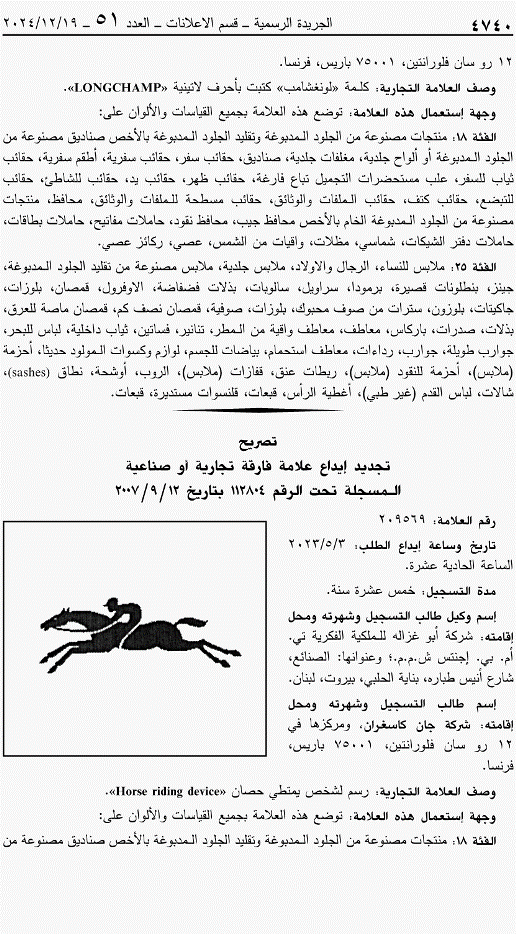 ٤٧٤٠ الجريدة الرسمية ــ قسم الاعلانات ــ العدد ٥١ ــ ٢٠٢٤/١٢/١٩
١٢ رو سان فلورانتين، ٧٥٠٠١ باريس، فرنسا.
وصف العلامة التجارية: كلمة «لونغشامب» كتبت بأحرف لاتينية «LONGCHAMP».
وجهة إستعمال هذه العلامة: توضع هذه العلامة بجميع القياسات والألوان على:
الفئة ١٨: منتجات مصنوعة من الجلود المدبوغة وتقليد الجلود المدبوغة بالأخص صناديق مصنوعة من
الجلود المدبوغة أو ألواح جلدية، مغلفات جلدية، صناديق، حقائب سفر، حقائب سفرية، أطقم سفرية، حقائب
ثياب للسفر، علب مستحضرات التجميل تباع فارغة، حقائب ظهر، حقائب يد، حقائب للشاطئ، حقائب
للتبضع، حقائب كتف، حقائب الملفات والوثائق، حقائب مسطحة للملفات والوثائق، محافظ، منتجات
مصنوعة من الجلود المدبوغة الخام بالأخص محافظ جيب، محافظ نقود، حاملات مفاتيح، حاملات بطاقات،
حاملات دفتر الشيكات، شماسي، مظلات، واقيات من الشمس، عصي، ركائز عصي.
الفئة ٢٥: ملابس للنساء، الرجال والاولاد، ملابس جلدية، ملابس مصنوعة من تقليد الجلود المدبوغة،
جينز، بنطلونات قصيرة، برمودا، سراويل، سالوبات، بذلات فضفاضة، الاوفرول، قمصان، بلوزات،
جاكيتات، بلوزون، سترات من صوف محبوك، بلوزات، صوفية، قمصان نصف كم، قمصان ماصة للعرق،
بذلات، صدرات، باركاس، معاطف، معاطف واقية من المطر، تنانير، فساتين، ثياب داخلية، لباس للبحر،
جوارب طويلة، جوارب، رداءات، معاطف استحمام، بياضات للجسم، لوازم وكسوات المولود حديثا، أحزمة
(ملابس)، أحزمة للنقود (ملابس)، ربطات عنق، قفازات (ملابس)، الروب، أوشحة، نطاق (sashes)،
شالات، لباس القدم (غير طبي)، أغطية الرأس، قبعات، قلنسوات مستديرة، قبعات.
تصريح
تجديد إيداع علامة فارقة تجارية أو صناعية
المسجلة تحت الرقم ١١٢٨٠٤ بتاريخ ٢٠٠٧/٩/١٢
رقم العلامة: ٢٠٩٥٦٩
تاريخ وساعة إيداع الطلب: ٢٠٢٣/٥/٣
الساعة الحادية عشرة.
مدة التسجيل: خمس عشرة سنة.
إسم وكيل طالب التسجيل وشهرته ومحل
إقامته: شركة أبو غزاله للملكية الفكرية تي.
أم. بي. إجنتس ش.م.م.؛ وعنوانها: الصنائع،
شارع أنيس طباره، بناية الحلبي، بيروت، لبنان.
إسم طالب التسجيل وشهرته ومحل
إقامته: شركة جان كاسغران، ومركزها في
١٢ رو سان فلورانتين، ٧٥٠٠١ باريس،
فرنسا.
وصف العلامة التجارية: رسم لشخص يمتطي حصان «Horse riding device».
وجهة إستعمال هذه العلامة: توضع هذه العلامة بجميع القياسات والألوان على:
الفئة ١٨: منتجات مصنوعة من الجلود المدبوغة وتقليد الجلود المدبوغة بالأخص صناديق مصنوعة من